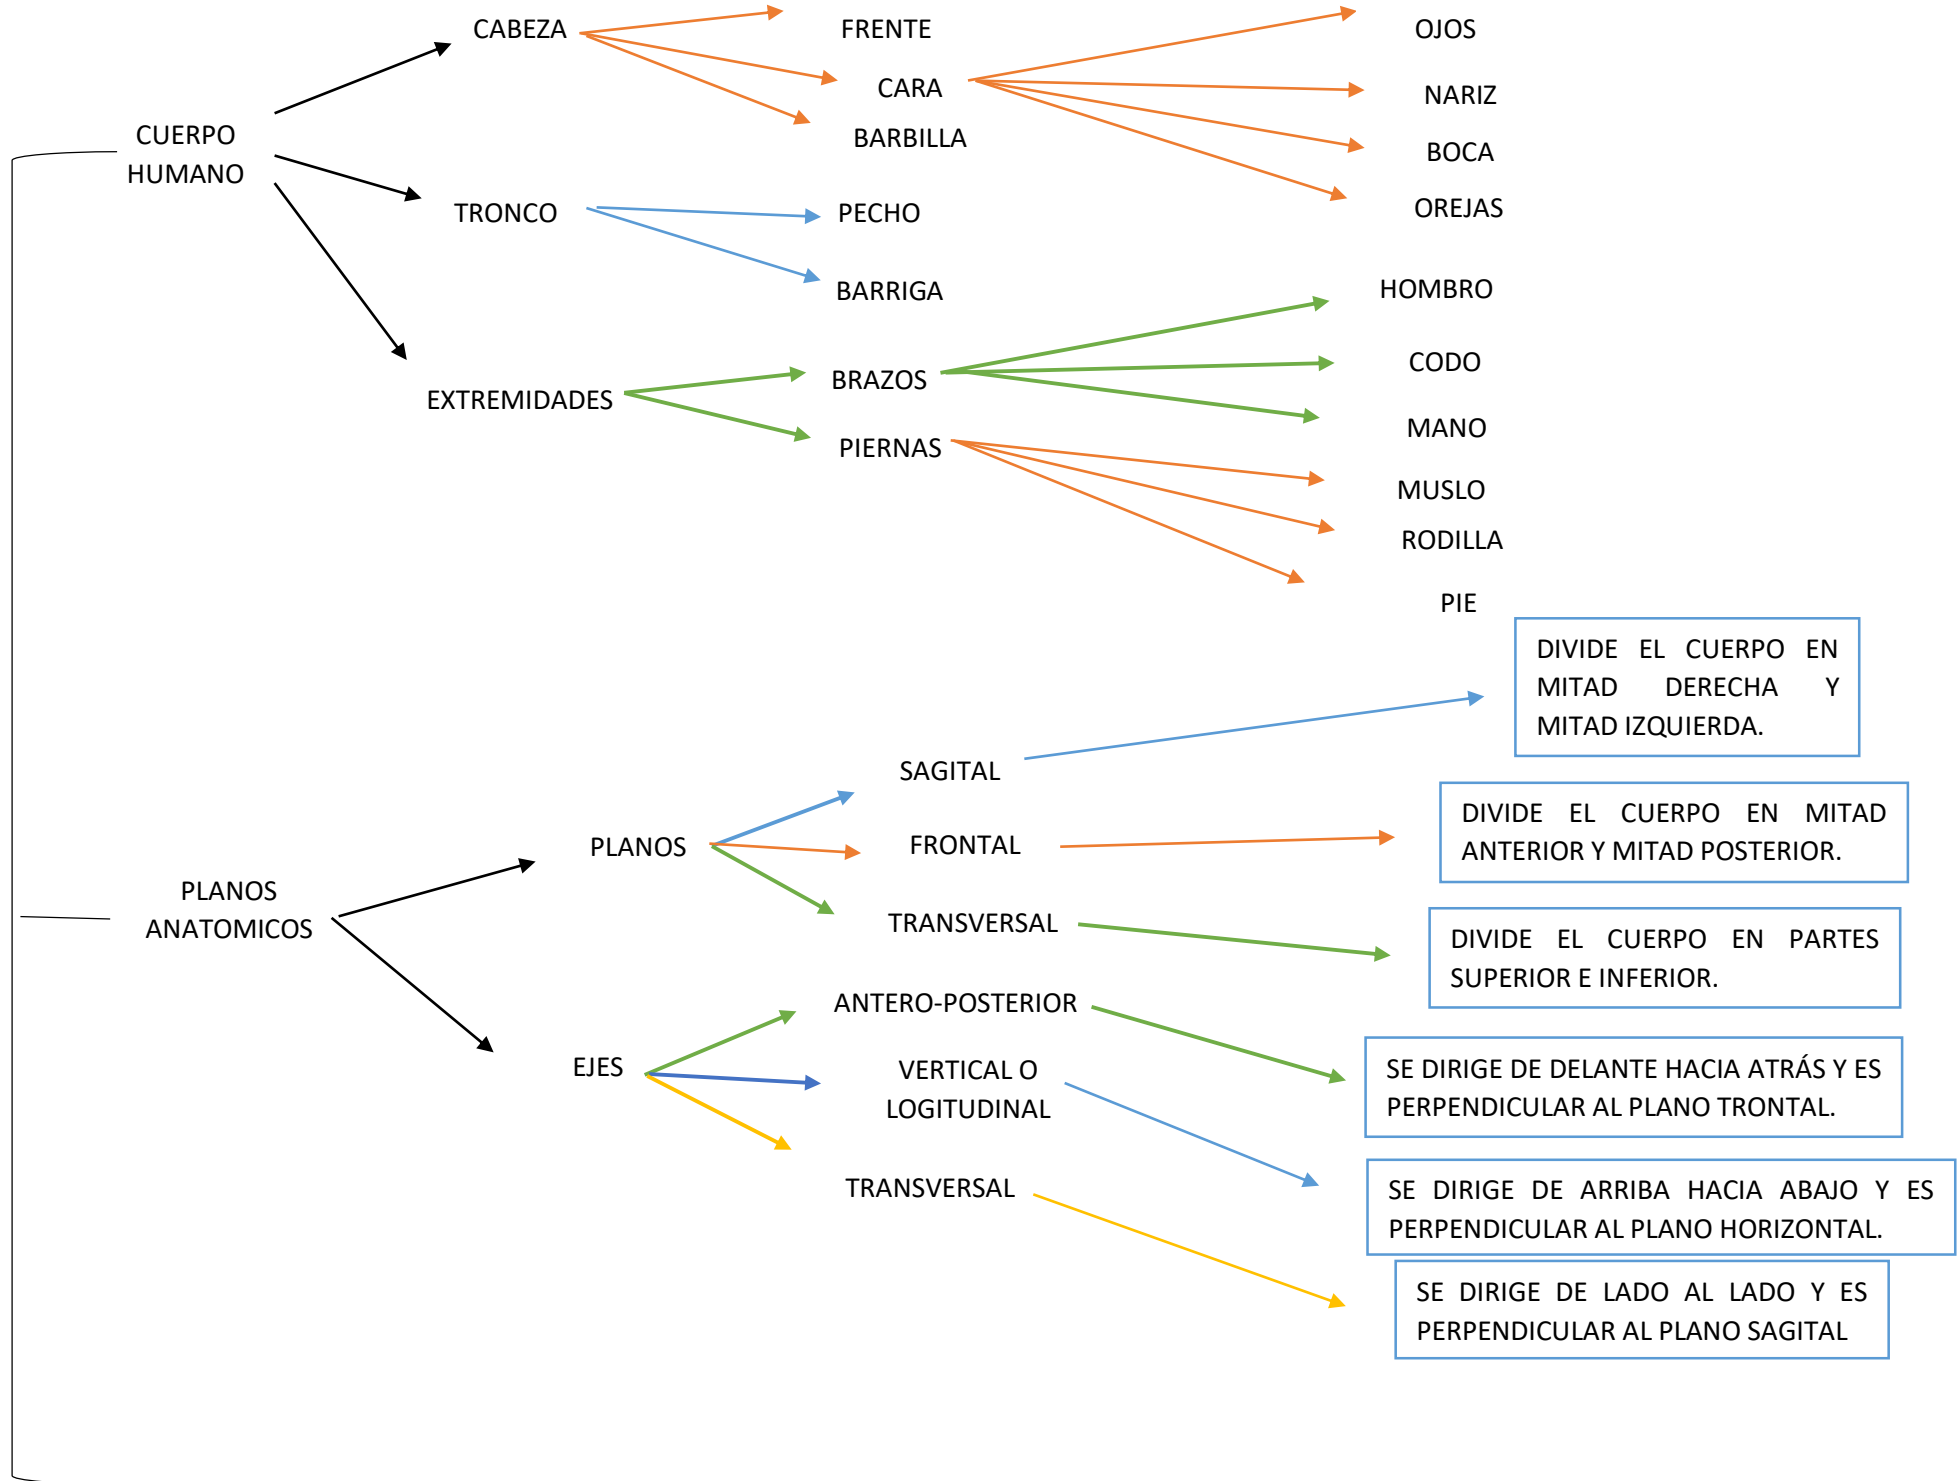 CABEZA
FRENTE
OJOS
CARA
NARIZ
CUERPO
HUMANO
BARBILLA
BOCA
TRONCO
PECHO
OREJAS
BARRIGA
HOMBRO
EXTREMIDADES
BRAZOS
CODO
MANO
PIERNAS
MUSLO
RODILLA
PIE
DIVIDE EL CUERPO EN
MITAD DERECHA Y
MITAD IZQUIERDA.
SAGITAL
PLANOS
FRONTAL
DIVIDE EL CUERPO EN MITAD
ANTERIOR Y MITAD POSTERIOR.
PLANOS
ANATOMICOS
TRANSVERSAL
DIVIDE EL CUERPO EN PARTES
SUPERIOR E INFERIOR.
ANTERO-POSTERIOR
EJES
VERTICAL O
LOGITUDINAL
SE DIRIGE DE DELANTE HACIA ATRÁS Y ES
PERPENDICULAR AL PLANO TRONTAL.
TRANSVERSAL
SE DIRIGE DE ARRIBA HACIA ABAJO Y ES
PERPENDICULAR AL PLANO HORIZONTAL.
SE DIRIGE DE LADO AL LADO Y ES
PERPENDICULAR AL PLANO SAGITAL